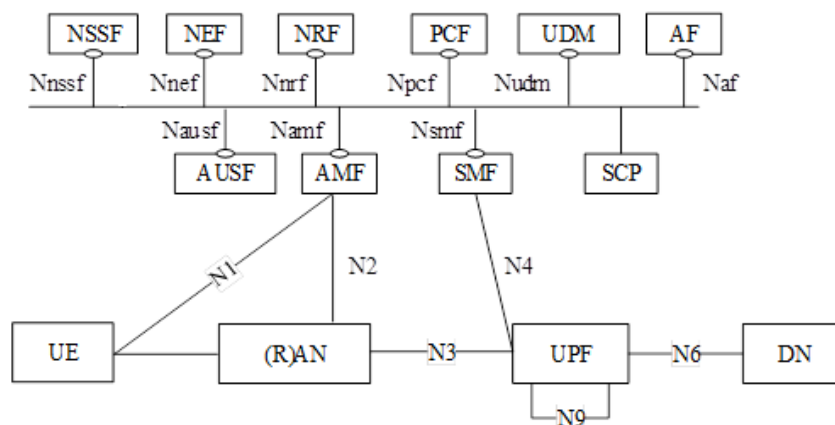 NSSF NEF NRF PCF UDM AF
Nnssf Nnef Nnrf Npcf Nudm Naf
Nausf Namf Nsmf
AUSF AMF SMF SCP
N1 N2 N4
UE (R)AN N3 UPF N6 DN
N9